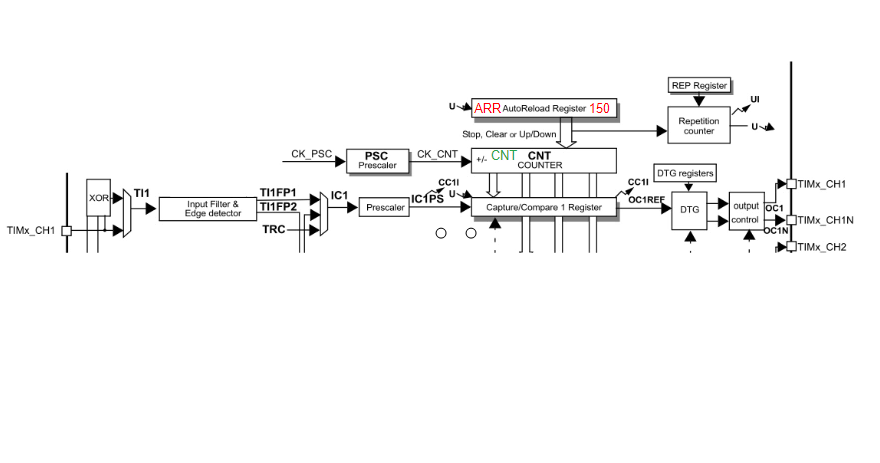 REP Register
UI
U
ARR AutoReload Register 150
Repetition
counter
U
Stop, Clear or Up/Down
CK_PSC
PSC
Prescaler
CK_CNT
+/-
CNT
CNT
COUNTER
DTG registers
XOR
TI1
Input Filter &
Edge detector
TI1FP1
TI1FP2
TRC
IC1
Prescaler
IC1PS
CC1I
U
Capture/Compare 1 Register
CC1I
OC1REF
DTG
output
control
OC1
OC1N
TIMx_CH1
TIMx_CH1
TIMx_CH1N
TIMx_CH2